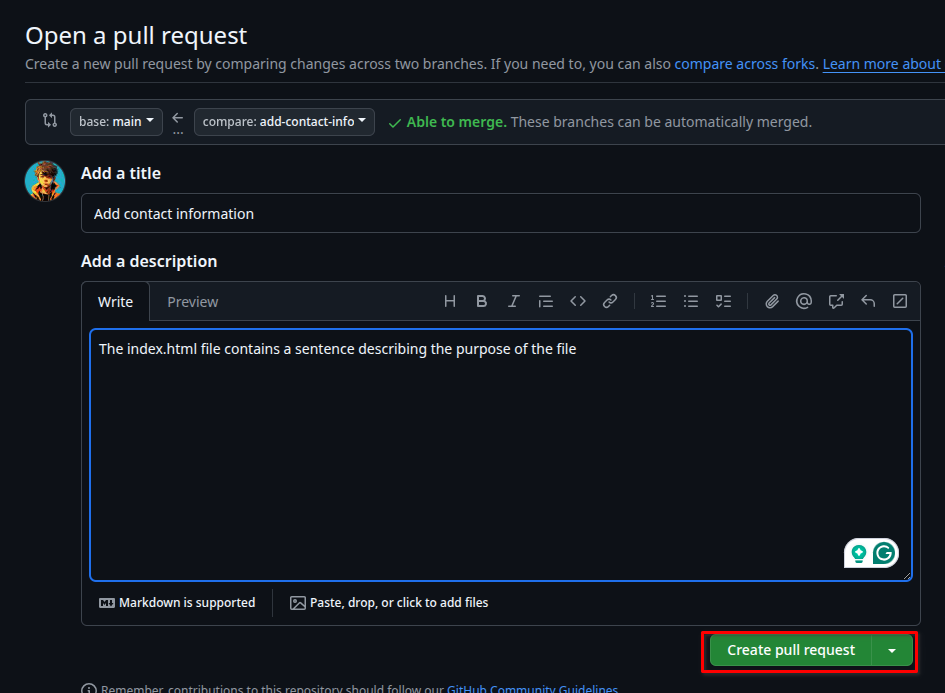 Open a pull request
Create a new pull request by comparing changes across two branches. If you need to, you can also compare across forks. Learn more about
base: main
compare: add-contact-info
Able to merge. These branches can be automatically merged.
Add a title
Add contact information
Add a description
Write
Preview
The index.html file contains a sentence describing the purpose of the file
Markdown is supported
Paste, drop, or click to add files
Create pull request
Remember, contributions to this repository should follow our GitHub Community Guidelines.